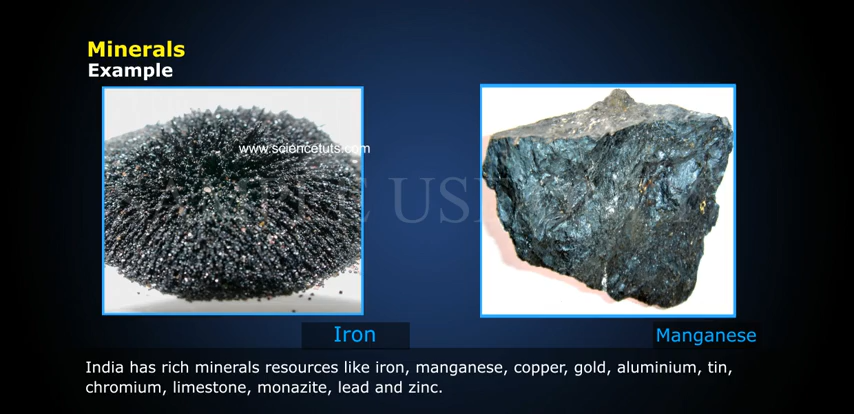 Minerals
Example
www.sciencetuts.com
Iron
Manganese
India has rich minerals resources like iron, manganese, copper, gold, aluminium, tin,
chromium, limestone, monazite, lead and zinc.